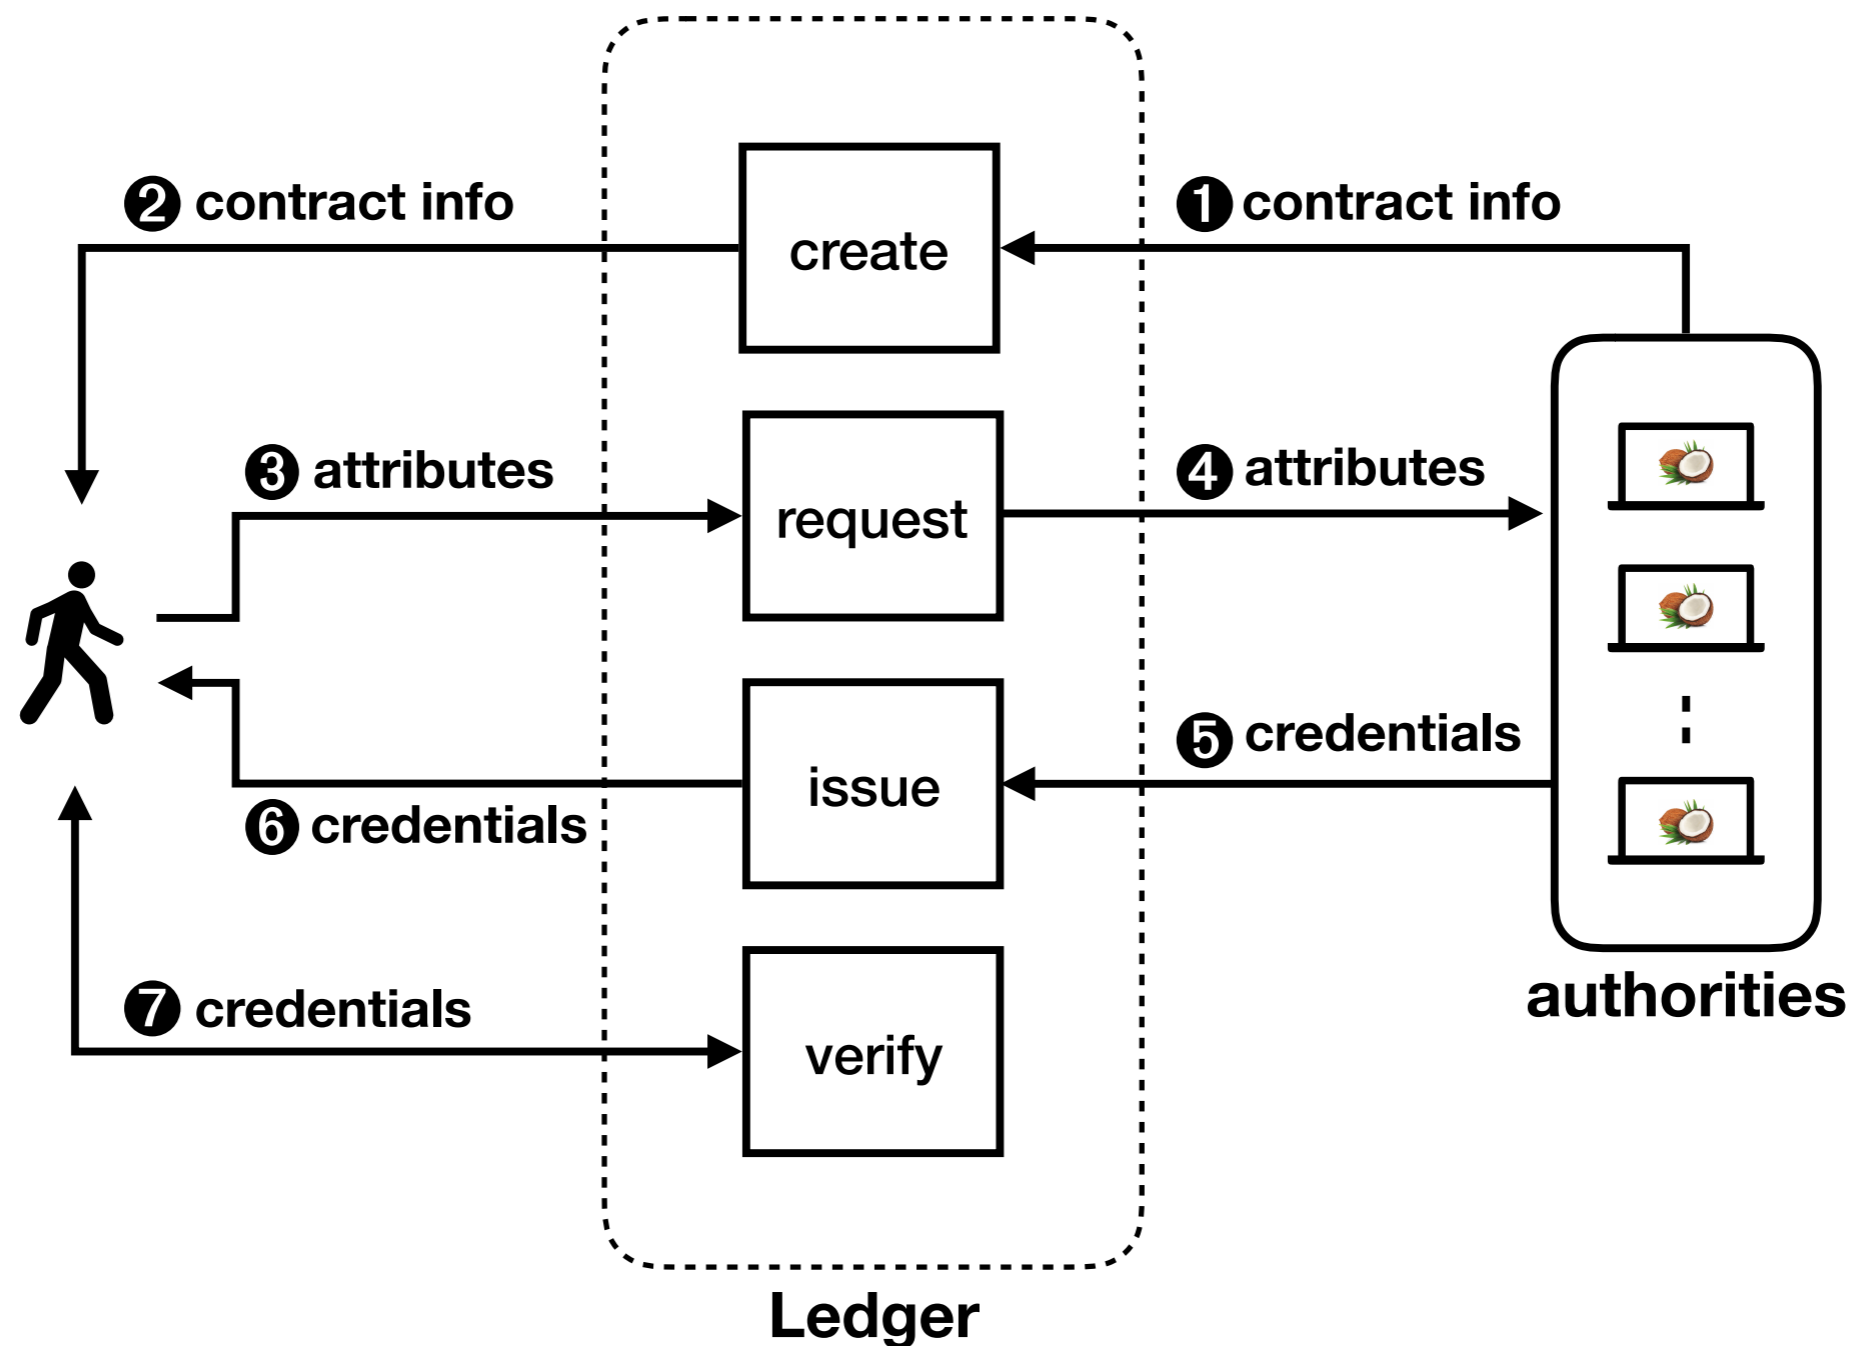 ❷ contract info
❶ contract info
create
❸ attributes
❹ attributes
request
❺ credentials
issue
❻ credentials
❼ credentials
verify
authorities
Ledger